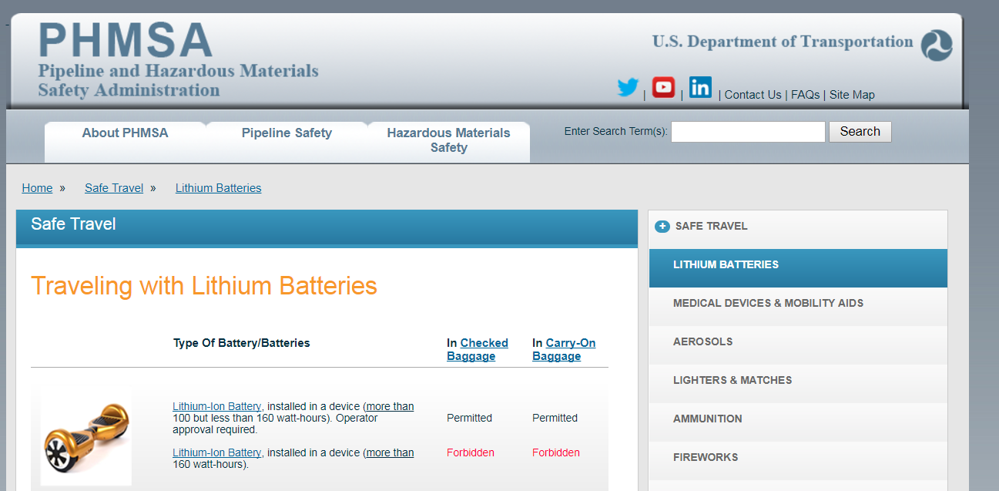 PHMSA
Pipeline and Hazardous Materials
Safety Administration
U.S. Department of Transportation
in
| | | Contact Us | FAQs | Site Map
About PHMSA
Pipeline Safety
Hazardous Materials
Safety
Enter Search Term(s):
Search
Home » Safe Travel » Lithium Batteries
Safe Travel
Traveling with Lithium Batteries
Type Of Battery/Batteries
In Checked
Baggage
In Carry-On
Baggage
Lithium-Ion Battery, installed in a device (more than
100 but less than 160 watt-hours). Operator
approval required.
Permitted
Permitted
Lithium-Ion Battery, installed in a device (more than
160 watt-hours).
Forbidden
Forbidden
SAFE TRAVEL
LITHIUM BATTERIES
MEDICAL DEVICES & MOBILITY AIDS
AEROSOLS
LIGHTERS & MATCHES
AMMUNITION
FIREWORKS